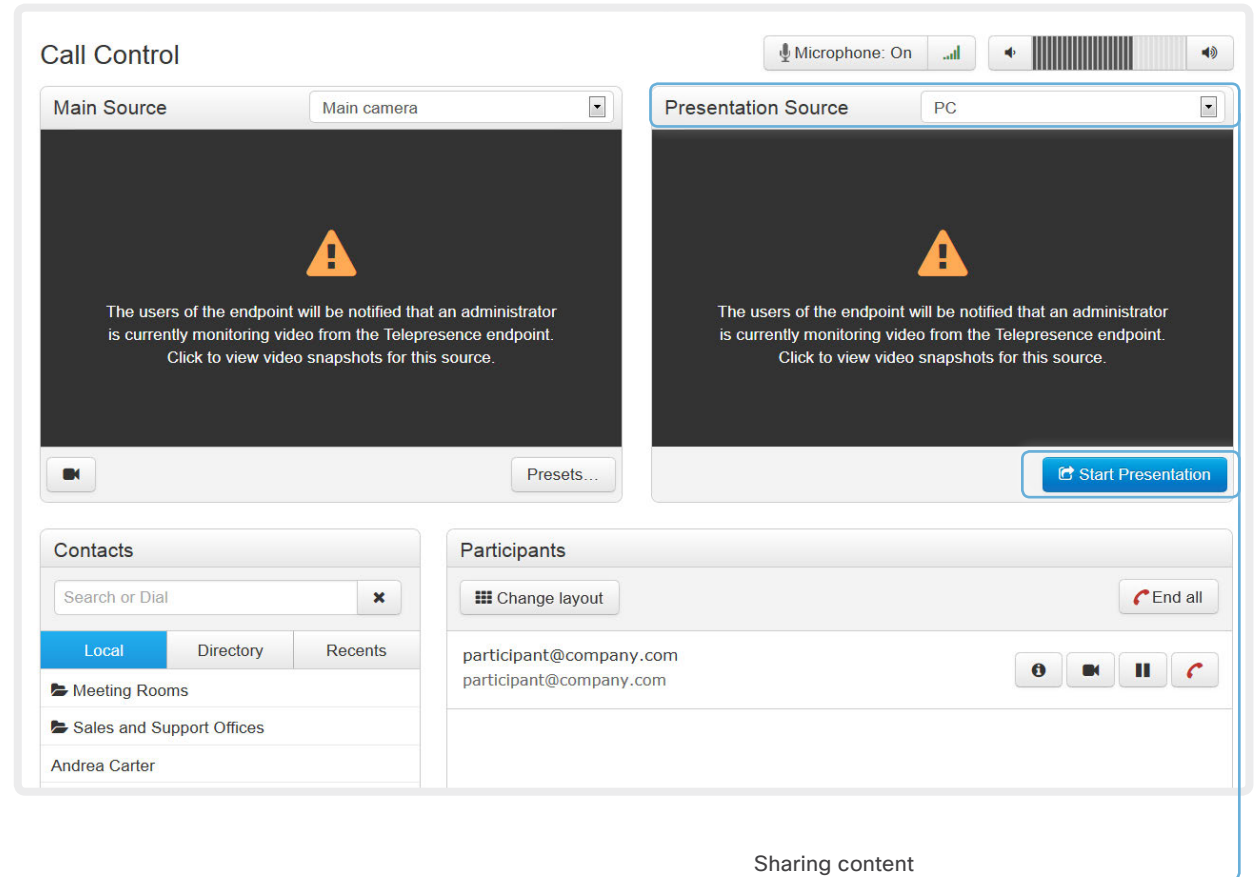 Call Control
Microphone: On
Main Source
Main camera
Presentation Source
PC
The users of the endpoint will be notified that an administrator
is currently monitoring video from the Telepresence endpoint.
Click to view video snapshots for this source.
The users of the endpoint will be notified that an administrator
is currently monitoring video from the Telepresence endpoint.
Click to view video snapshots for this source.
Presets...
Start Presentation
Contacts
Search or Dial
Local
Directory
Recents
Meeting Rooms
Sales and Support Offices
Andrea Carter
Participants
Change layout
End all
participant@company.com
participant@company.com
Sharing content